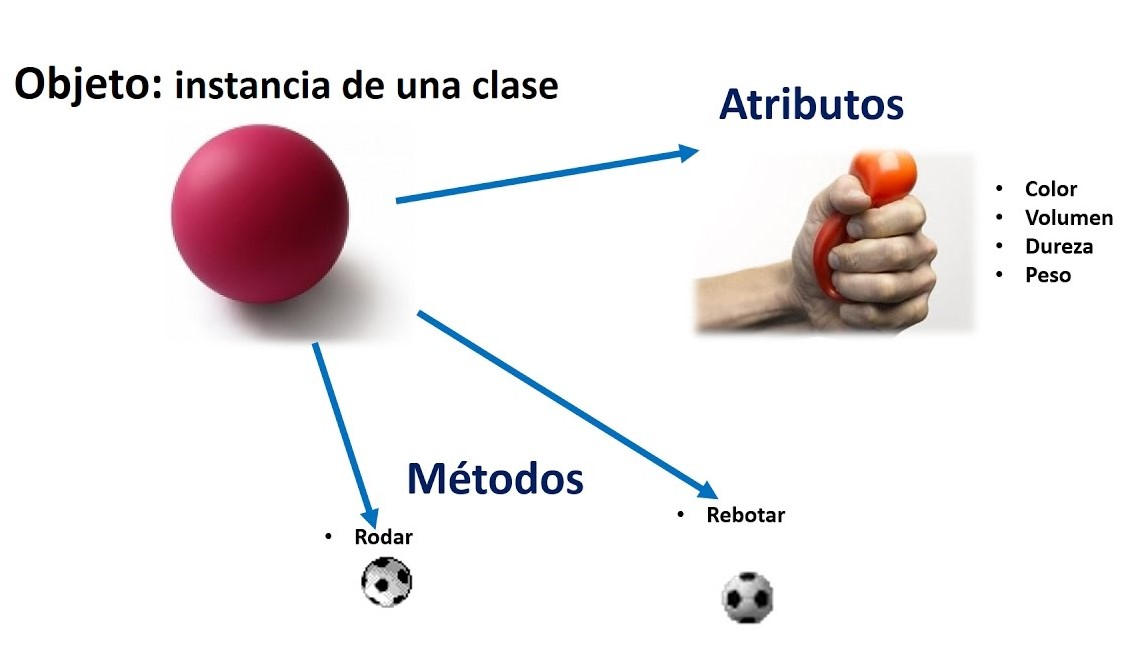 Objeto: instancia de una clase
Atributos
• Color
• Volumen
• Dureza
• Peso
Métodos
• Rodar
• Rebotar